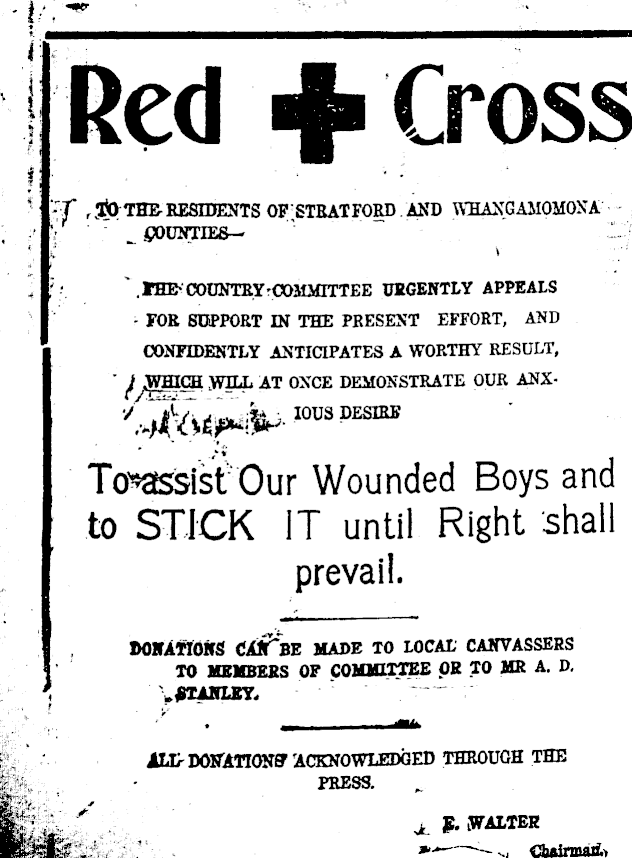 Red Cross
TO THE RESIDENTS OF STRATFORD AND WHANGAMOMONA
COUNTIES—
THE COUNTRY COMMITTEE URGENTLY APPEALS
FOR SUPPORT IN THE PRESENT EFFORT, AND
CONFIDENTLY ANTICIPATES A WORTHY RESULT,
WHICH WILL AT ONCE DEMONSTRATE OUR ANX-
IOUS DESIRE
To assist Our Wounded Boys and
to STICK IT until Right shall
prevail.
DONATIONS CAN BE MADE TO LOCAL CANVASSERS
TO MEMBERS OF COMMITTEE OR TO MR A. D.
STANLEY.
ALL DONATIONS ACKNOWLEDGED THROUGH THE
PRESS.
E. WALTER
Chairman.